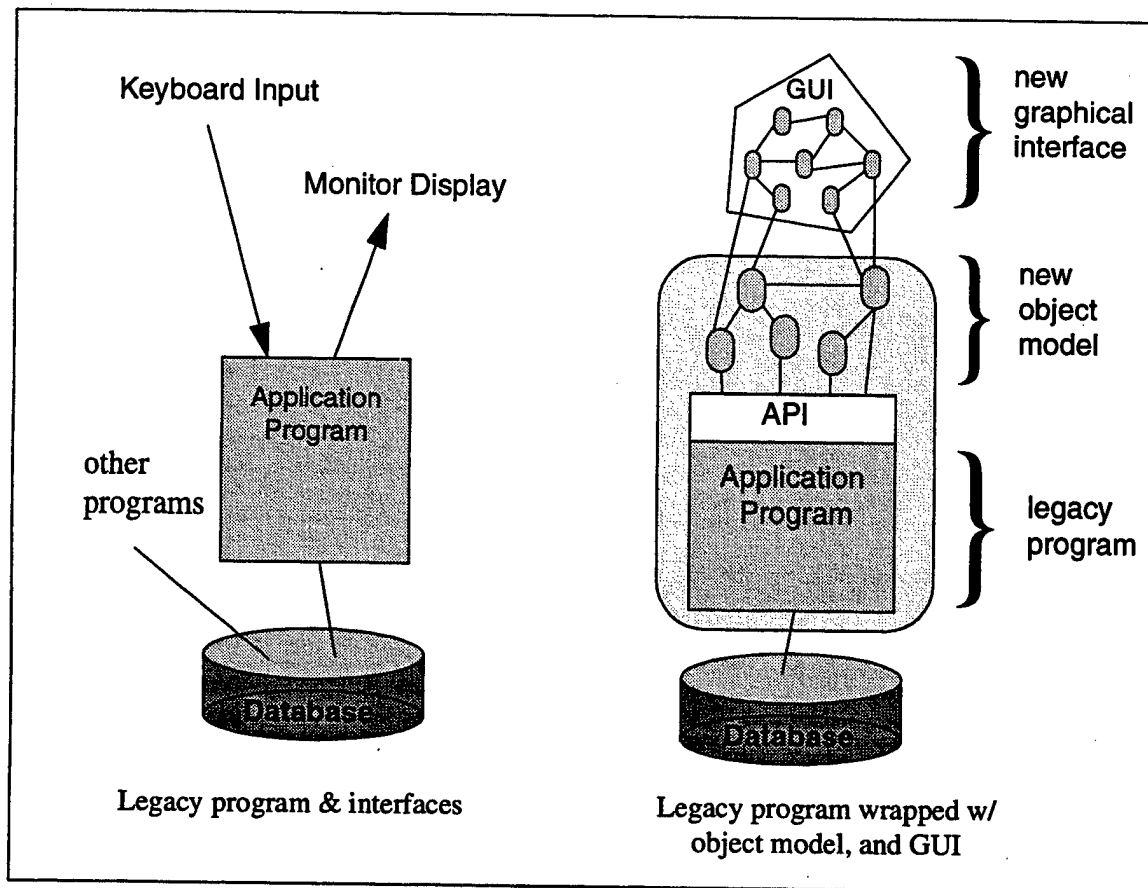 Keyboard Input
Monitor Display
Application
Program
other
programs
Database
Legacy program & interfaces
GUI
new
graphical
interface
new
object
model
API
Application
Program
legacy
program
Database
Legacy program wrapped w/
object model, and GUI